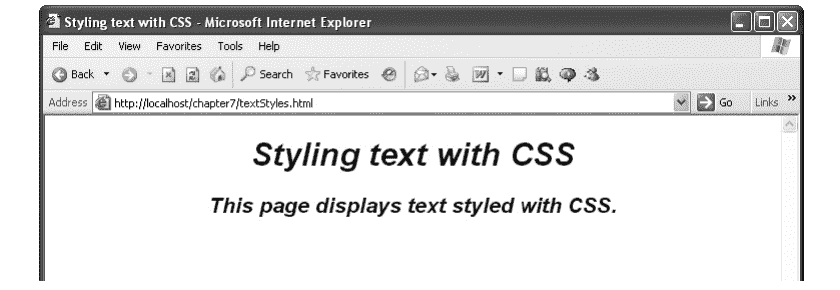 Styling text with CSS - Microsoft Internet Explorer
File Edit View Favorites Tools Help
Back Search Favorites W
Address http://localhost/chapter7/textStyles.html Go Links »
Styling text with CSS
This page displays text styled with CSS.